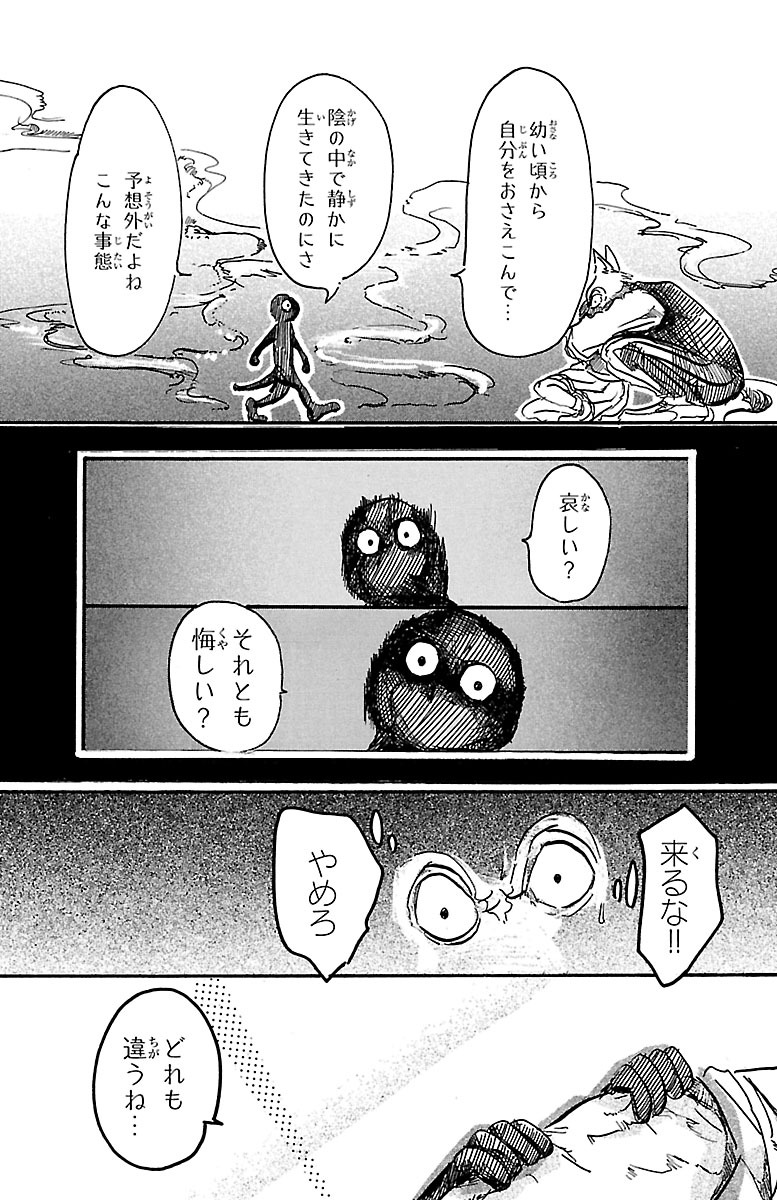 幼い頃から
自分をおさえこんで…
陰の中で静かに
生きてきたのにさ
予想外だよね
こんな事態
哀しい？
それとも
悔しい？
来るな!!
やめろ
どれも
違うね…